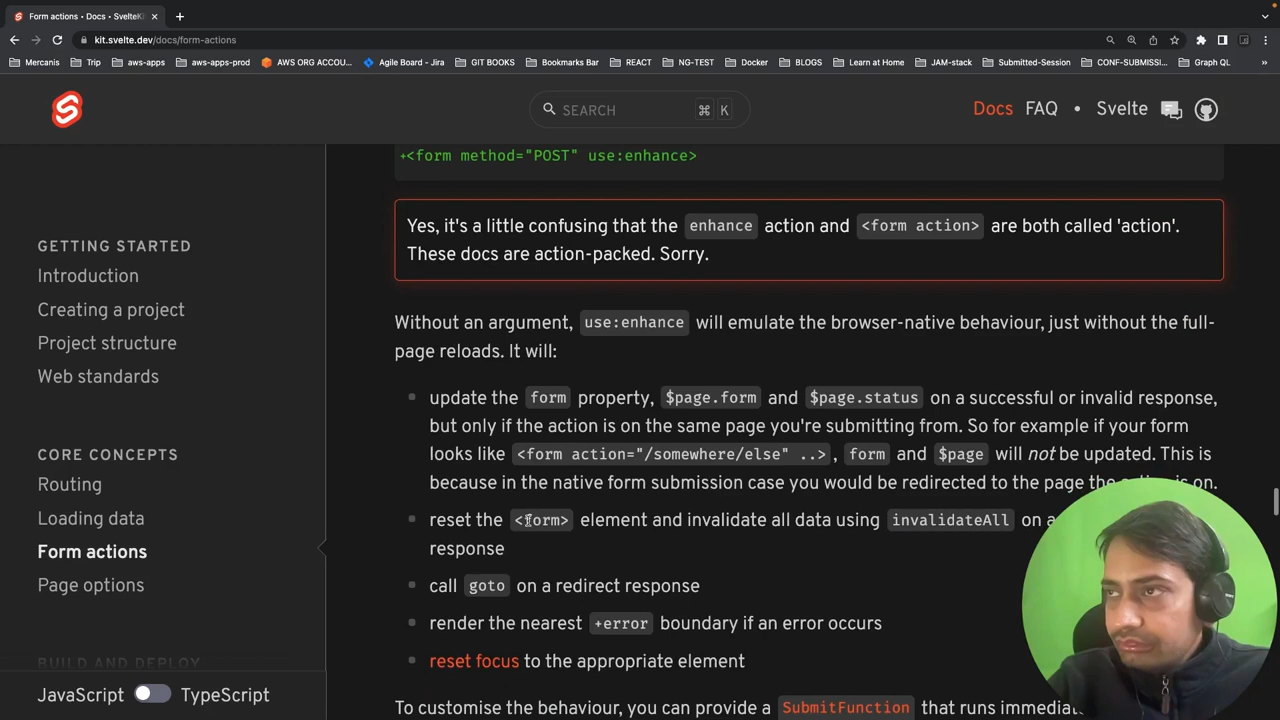 Form actions • Docs • SvelteKi
kit.svelte.dev/docs/form-actions
Mercanis
Trip
aws-apps
aws-apps-prod
AWS ORG ACCOU...
Agile Board - Jira
GIT BOOKS
Bookmarks Bar
REACT
NG-TEST
Docker
BLOGS
Learn at Home
JAM-stack
Submitted-Session
CONF-SUBMISSI...
Graph QL
»
SEARCH ⌘ K
Docs FAQ • Svelte
GETTING STARTED
Introduction
Creating a project
Project structure
Web standards
CORE CONCEPTS
Routing
Loading data
Form actions
Page options
BUILD AND DEPLOY
JavaScript TypeScript
+<form method="POST" use:enhance>
Yes, it's a little confusing that the enhance action and <form action> are both called 'action'.
These docs are action-packed. Sorry.
Without an argument, use:enhance will emulate the browser-native behaviour, just without the full-
page reloads. It will:
update the form property, $page.form and $page.status on a successful or invalid response,
but only if the action is on the same page you're submitting from. So for example if your form
looks like <form action="/somewhere/else" ..>, form and $page will not be updated. This is
because in the native form submission case you would be redirected to the page the action is on.
reset the <form> element and invalidate all data using invalidateAll on a
response
call goto on a redirect response
render the nearest +error boundary if an error occurs
reset focus to the appropriate element
To customise the behaviour, you can provide a SubmitFunction that runs